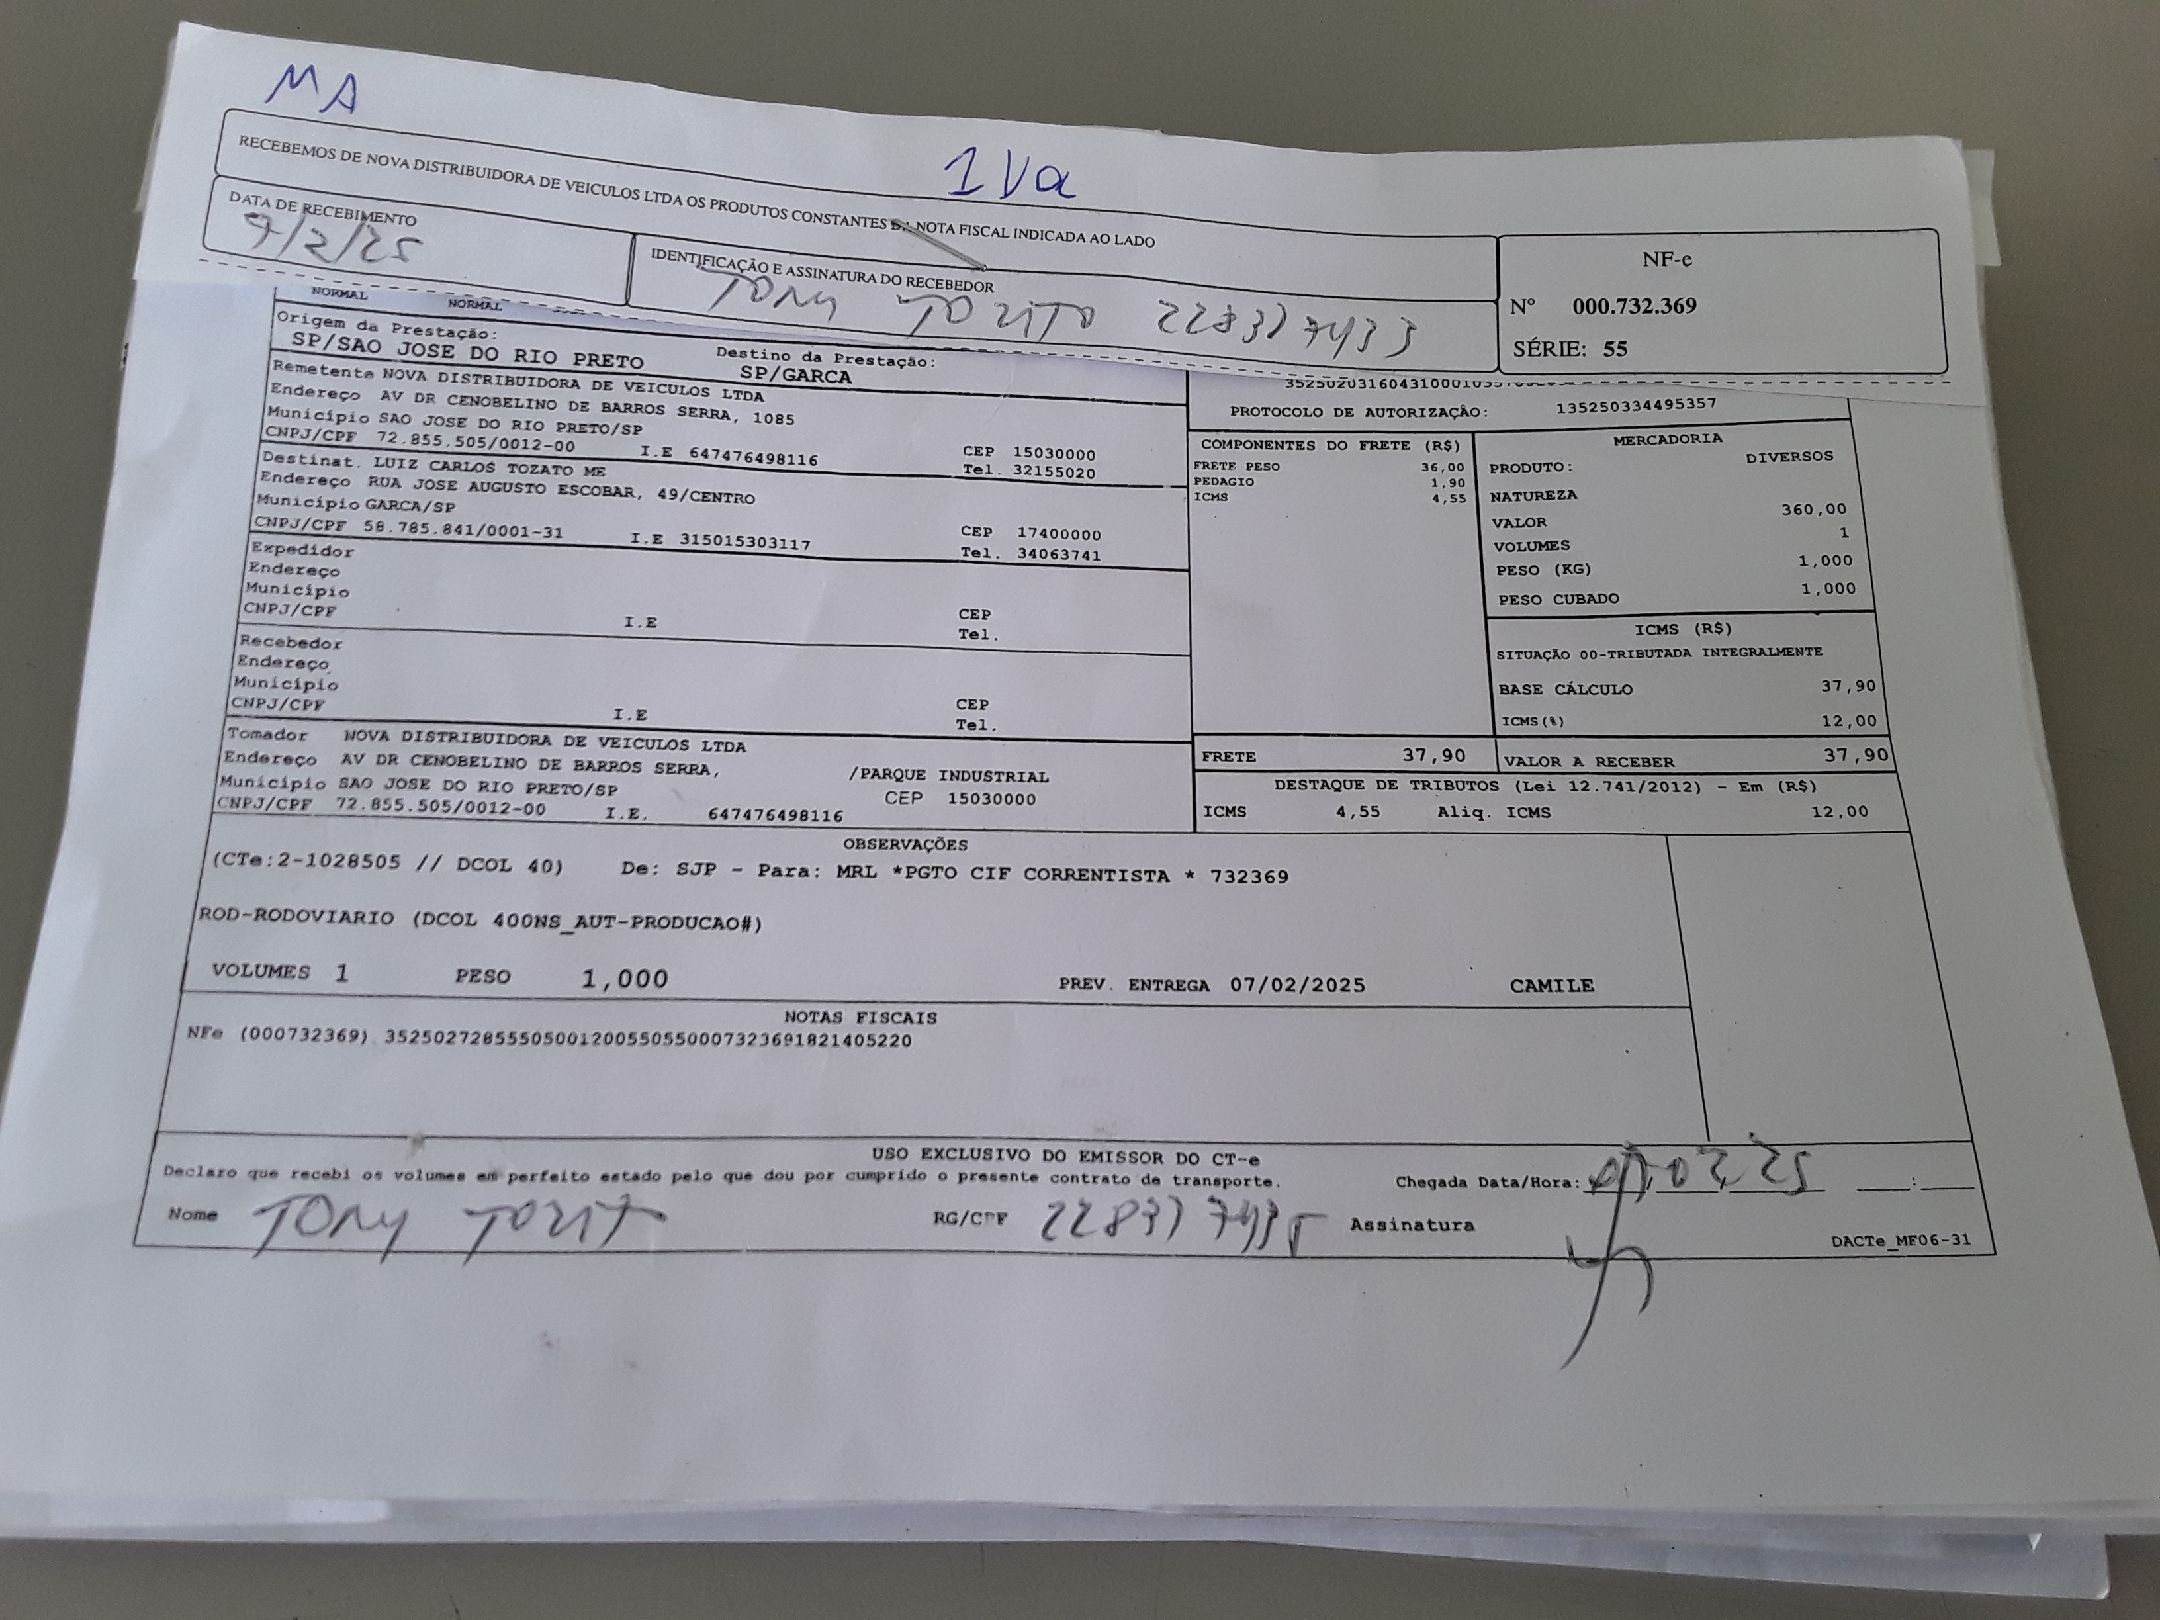 MA
1 Va
RECEBEMOS DE NOVA DISTRIBUIDORA DE VEICULOS LTDA OS PRODUTOS CONSTANTES NOTA FISCAL INDICADA AO LADO
DATA DE RECEBIMENTO
7/2/25
IDENTIFICAÇÃO E ASSINATURA DO RECEBEDOR
TONY
NF-e
Nº 000.732.369
SÉRIE: 55
NORMAL NORMAL
Origem da Prestação:
SP/SAO JOSE DO RIO PRETO
Destino da Prestação:
SP/GARCA
Remetente NOVA DISTRIBUIDORA DE VEICULOS LTDA
Endereço AV DR CENOBELINO DE BARROS SERRA, 1085
Município SAO JOSE DO RIO PRETO/SP
CEP 15030000
CNPJ/CPF 72.855.505/0012-00 I.E 647476498116
Tel. 32155020
Destinat. LUIZ CARLOS TOZATO ME
Endereço RUA JOSE AUGUSTO ESCOBAR, 49/CENTRO
Município GARCA/SP
CEP 17400000
CNPJ/CPF 58.785.841/0001-31 I.E 315015303117
Tel. 34063741
Expedidor
Endereço
Município
CEP
CNPJ/CPF I.E
Tel.
Recebedor
Endereço
Município
CEP
CNPJ/CPF I.E
Tel.
Tomador NOVA DISTRIBUIDORA DE VEICULOS LTDA
Endereço AV DR CENOBELINO DE BARROS SERRA, /PARQUE INDUSTRIAL
Município SAO JOSE DO RIO PRETO/SP CEP 15030000
CNPJ/CPF 72.855.505/0012-00 I.E. 647476498116
PROTOCOLO DE AUTORIZAÇÃO: 135250334495357
COMPONENTES DO FRETE (R$)
FRETE PESO 36,00
PEDAGIO 1,90
ICMS 4,55
MERCADORIA
PRODUTO: DIVERSOS
NATUREZA
VALOR 360,00
VOLUMES 1
PESO (KG) 1,000
PESO CUBADO 1,000
ICMS (R$)
SITUAÇÃO 00-TRIBUTADA INTEGRALMENTE
BASE CÁLCULO 37,90
ICMS(%) 12,00
FRETE 37,90
VALOR A RECEBER 37,90
DESTAQUE DE TRIBUTOS (Lei 12.741/2012) - Em (R$)
ICMS 4,55 Aliq. ICMS 12,00
OBSERVAÇÕES
(CTe:2-1028505 // DCOL 40) De: SJP - Para: MRL *PGTO CIF CORRENTISTA * 732369
ROD-RODOVIARIO (DCOL 400NS_AUT-PRODUCAO#)
VOLUMES 1 PESO 1,000 PREV. ENTREGA 07/02/2025 CAMILE
NOTAS FISCAIS
NFe (000732369) 35250272855505001200550550007323691821405220
USO EXCLUSIVO DO EMISSOR DO CT-e
Declaro que recebi os volumes em perfeito estado pelo que dou por cumprido o presente contrato de transporte.
Chegada Data/Hora: 07,02,25 :
Nome TONY
RG/CPF
Assinatura
DACTe_MF06-31